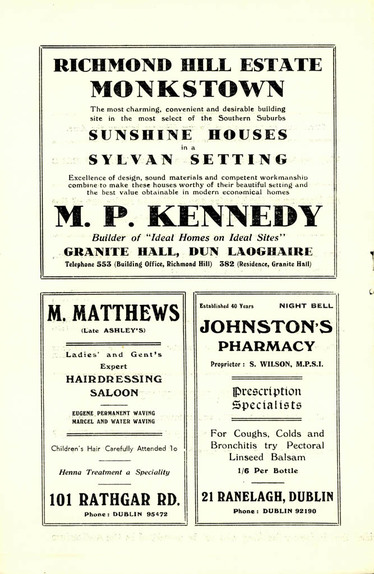 RICHMOND HILL ESTATE
MONKSTOWN
The most charming, convenient and desirable building
site in the most select of the Southern Suburbs
SUNSHINE HOUSES
in a
SYLVAN SETTING
Excellence of design, sound materials and competent workmanship
combine to make these houses worthy of their beautiful setting and
the best value obtainable in modern economical homes
M. P. KENNEDY
Builder of "Ideal Homes on Ideal Sites"
GRANITE HALL, DUN LAOGHAIRE
Telephone 553 (Building Office, Richmond Hill) 382 (Residence, Granite Hall)
M. MATTHEWS
(Late ASHLEY'S)
Ladies' and Gent's
Expert
HAIRDRESSING
SALOON
EUGENE PERMANENT WAVING
MARCEL AND WATER WAVING
Children's Hair Carefully Attended To
Henna Treatment a Speciality
101 RATHGAR RD.
Phone: DUBLIN 95472
Established 40 Years NIGHT BELL
JOHNSTON'S
PHARMACY
Proprietor: S. WILSON, M.P.S.I.
Prescription
Specialists
For Coughs, Colds and
Bronchitis try Pectoral
Linseed Balsam
1/6 Per Bottle
21 RANELAGH, DUBLIN
Phone: DUBLIN 92190